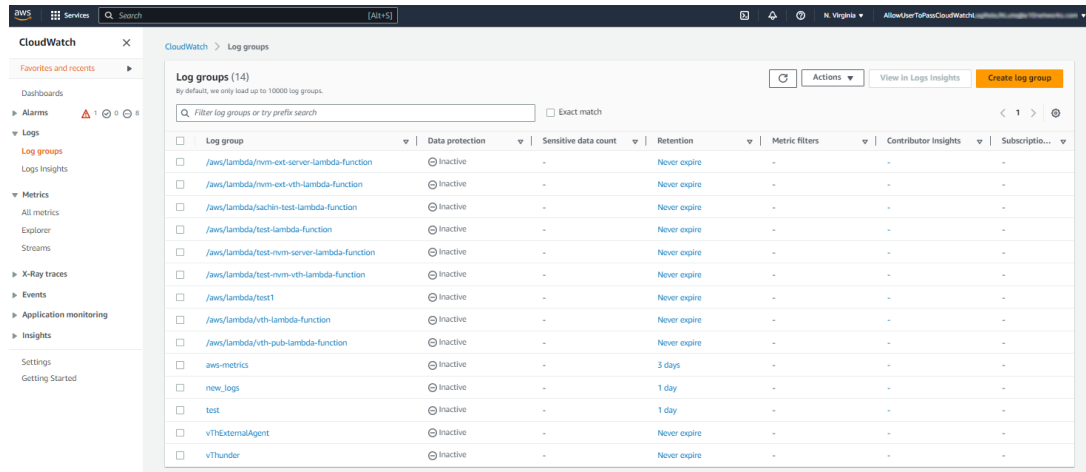 aws Services Search [Alt+S] N. Virginia AllowUserToPassCloudWatchL
CloudWatch
Favorites and recents
Dashboards
Alarms 1 0 8
Logs
Log groups
Logs Insights
Metrics
All metrics
Explorer
Streams
X-Ray traces
Events
Application monitoring
Insights
Settings
Getting Started
CloudWatch > Log groups
Log groups (14)
By default, we only load up to 10000 log groups.
Actions View in Logs Insights Create log group
Filter log groups or try prefix search Exact match 1
Log group Data protection Sensitive data count Retention Metric filters Contributor Insights Subscriptio...
/aws/lambda/nvm-ext-server-lambda-function Inactive - Never expire - - -
/aws/lambda/nvm-ext-vth-lambda-function Inactive - Never expire - - -
/aws/lambda/sachin-test-lambda-function Inactive - Never expire - - -
/aws/lambda/test-lambda-function Inactive - Never expire - - -
/aws/lambda/test-nvm-server-lambda-function Inactive - Never expire - - -
/aws/lambda/test-nvm-vth-lambda-function Inactive - Never expire - - -
/aws/lambda/test1 Inactive - Never expire - - -
/aws/lambda/vth-lambda-function Inactive - Never expire - - -
/aws/lambda/vth-pub-lambda-function Inactive - Never expire - - -
aws-metrics Inactive - 3 days - - -
new_logs Inactive - 1 day - - -
test Inactive - 1 day - - -
vThExternalAgent Inactive - Never expire - - -
vThunder Inactive - Never expire - - -